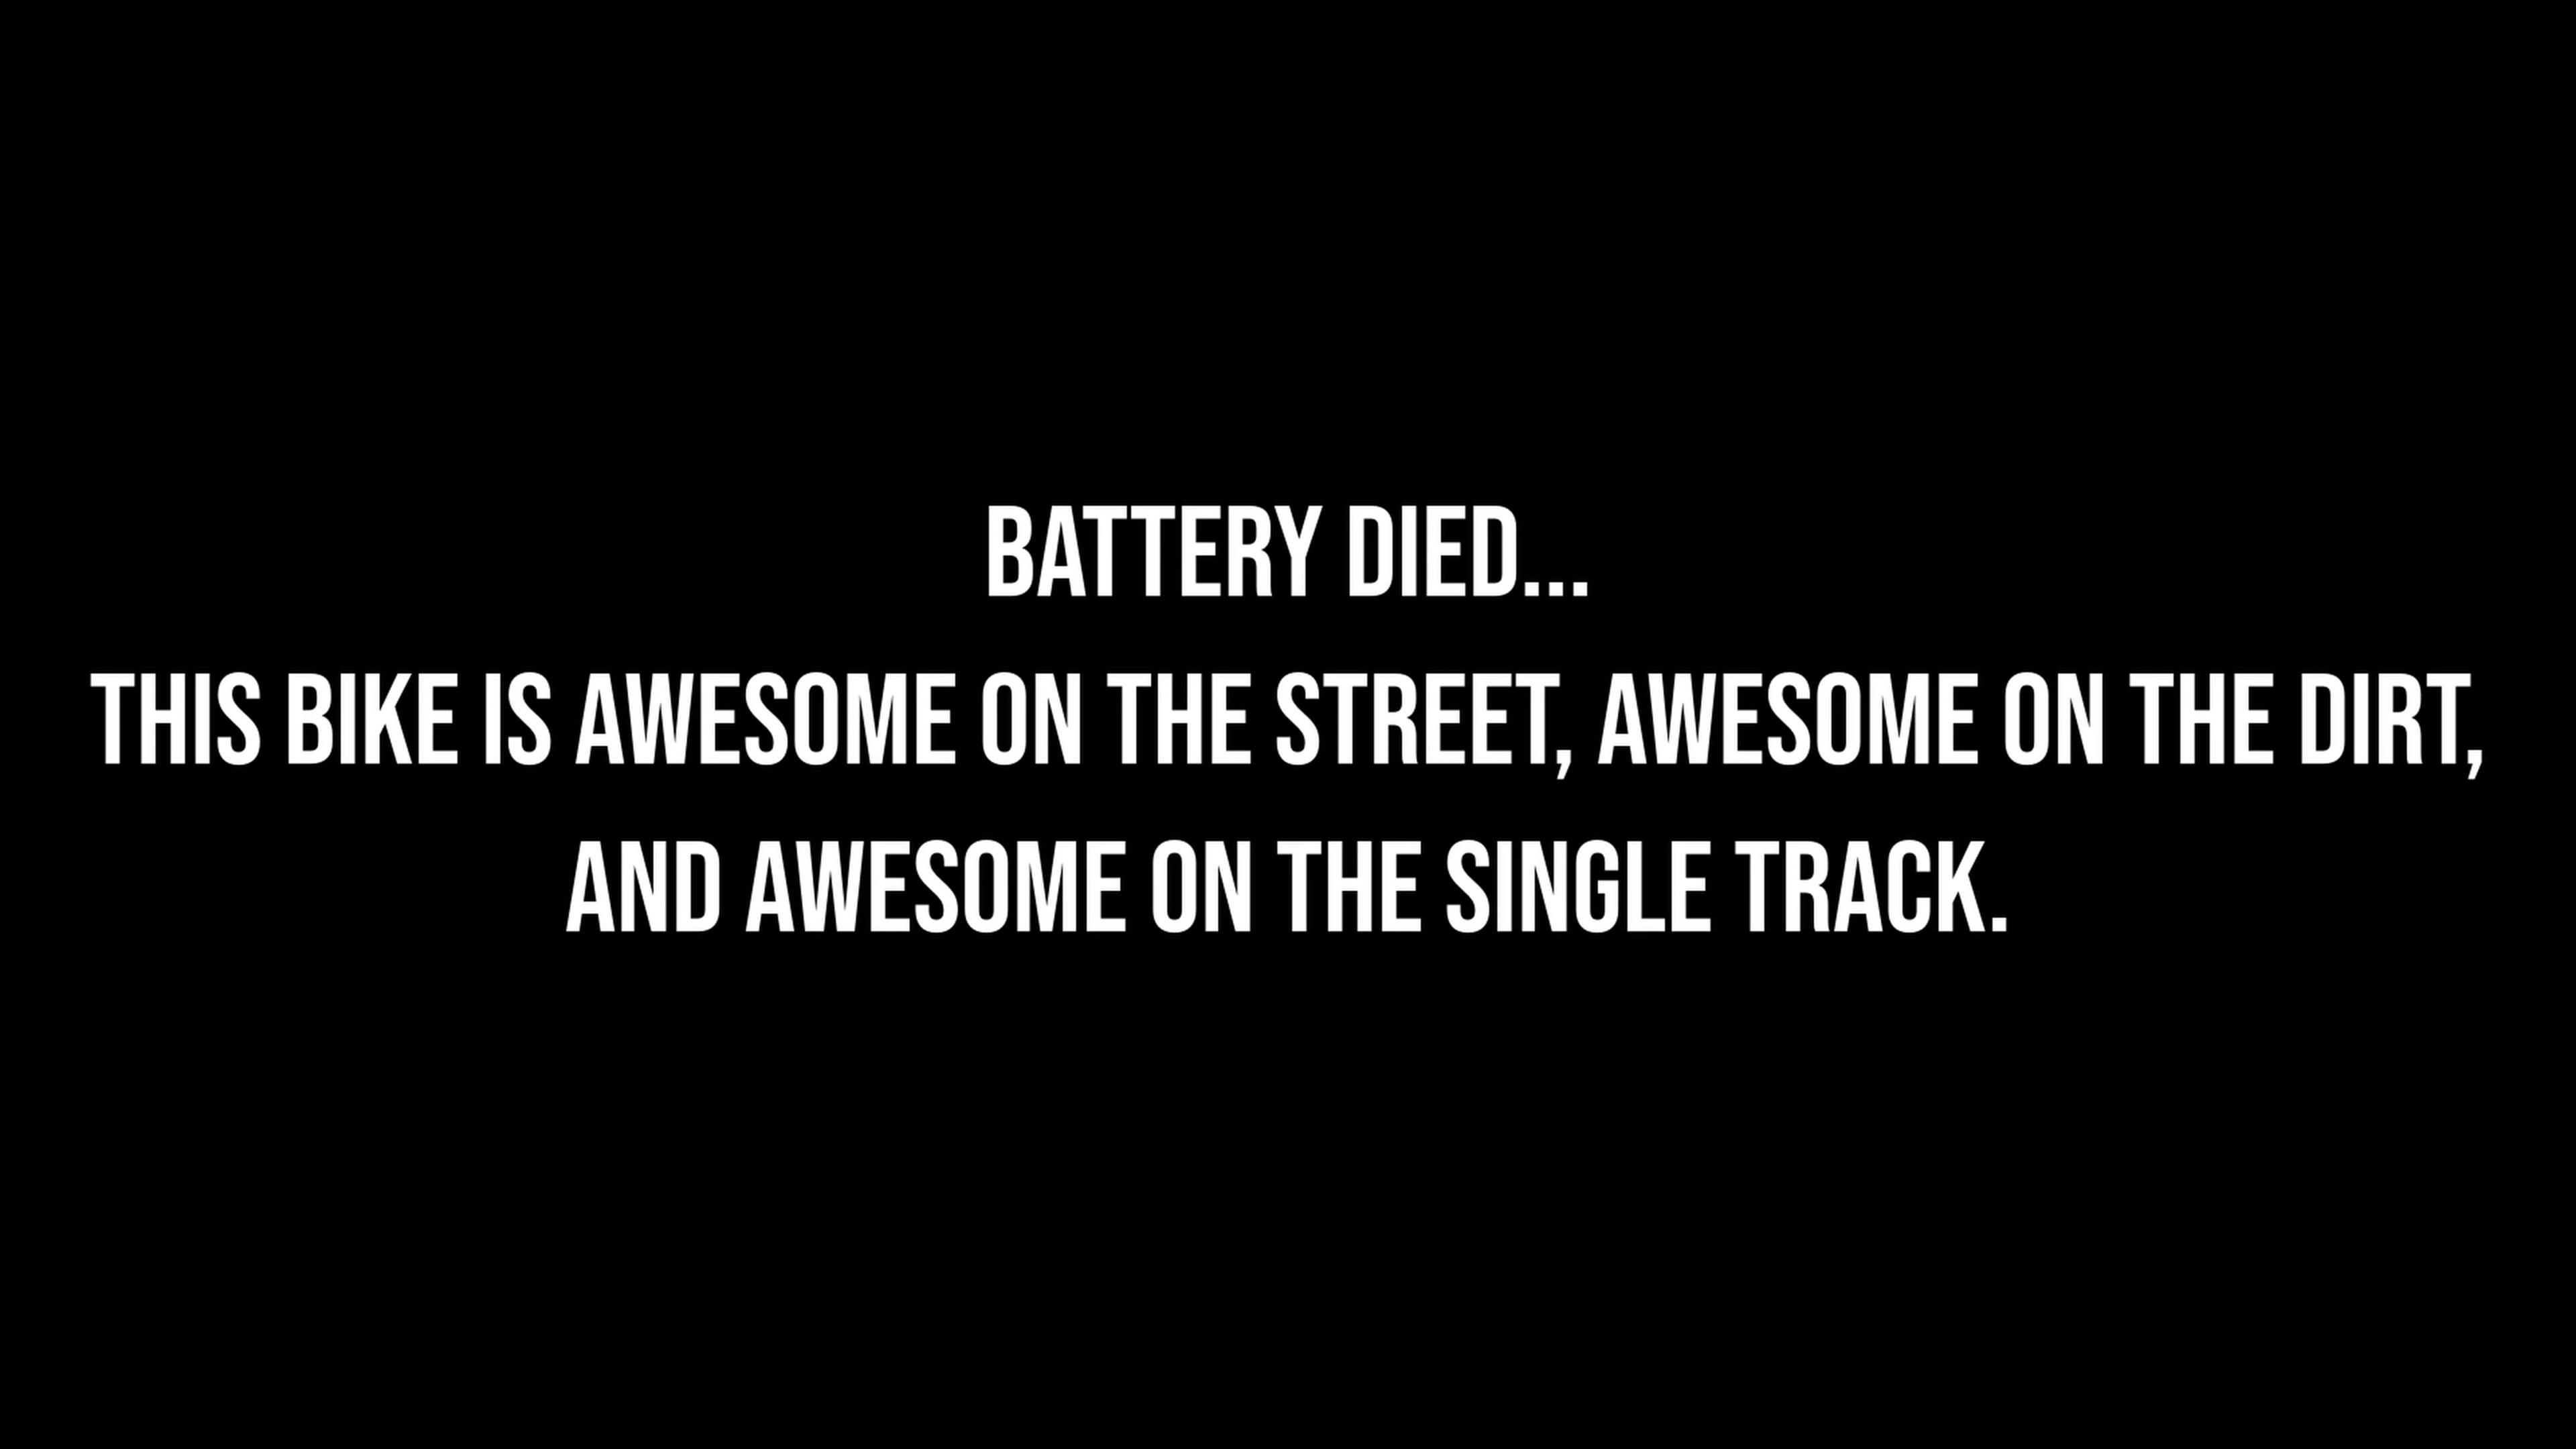 BATTERY DIED...
THIS BIKE IS AWESOME ON THE STREET, AWESOME ON THE DIRT,
AND AWESOME ON THE SINGLE TRACK.